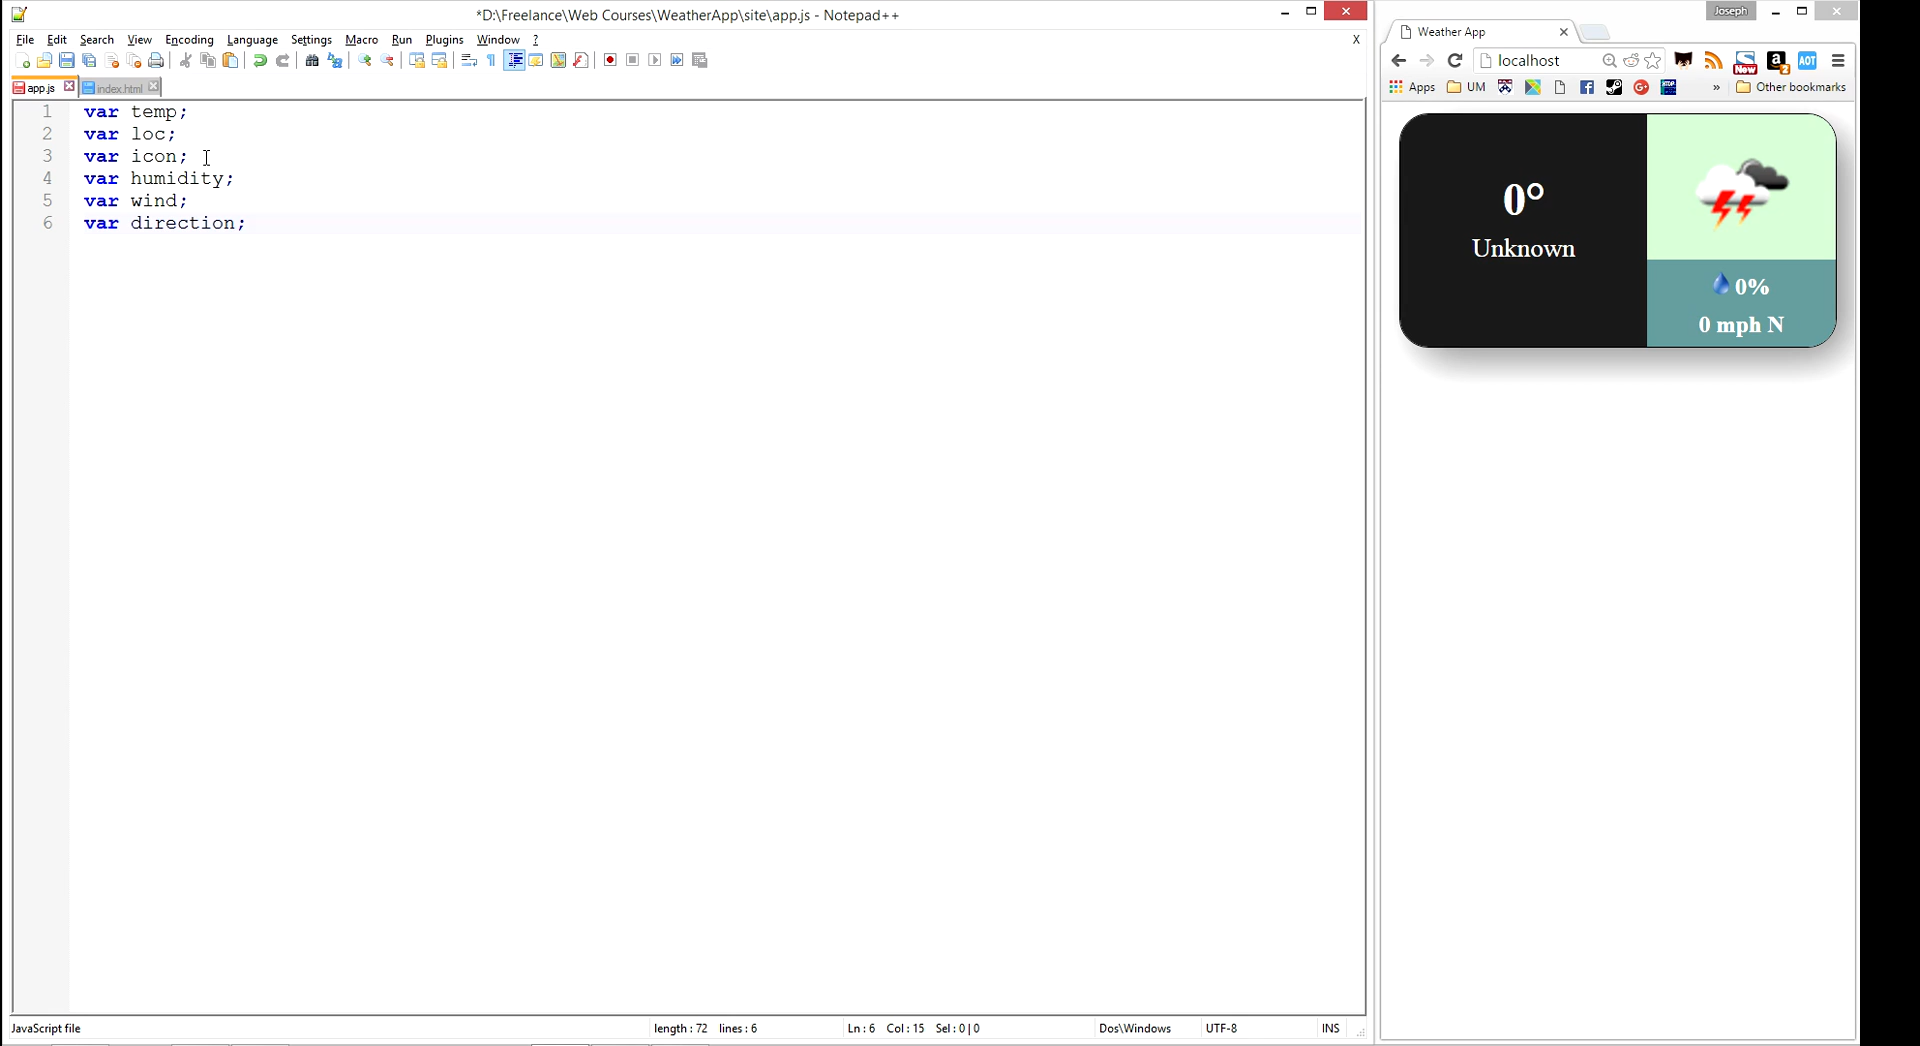 *D:\Freelance\Web Courses\WeatherApp\site\app.js - Notepad++
File Edit Search View Encoding Language Settings Macro Run Plugins Window ? X
app.js index.html
1 var temp;
2 var loc;
3 var icon;
4 var humidity;
5 var wind;
6 var direction;
JavaScript file length : 72 lines : 6 Ln : 6 Col : 15 Sel : 0 | 0 Dos\Windows UTF-8 INS
Joseph
Weather App
localhost New a 2 AOT
Apps UM » Other bookmarks
0°
Unknown
0%
0 mph N